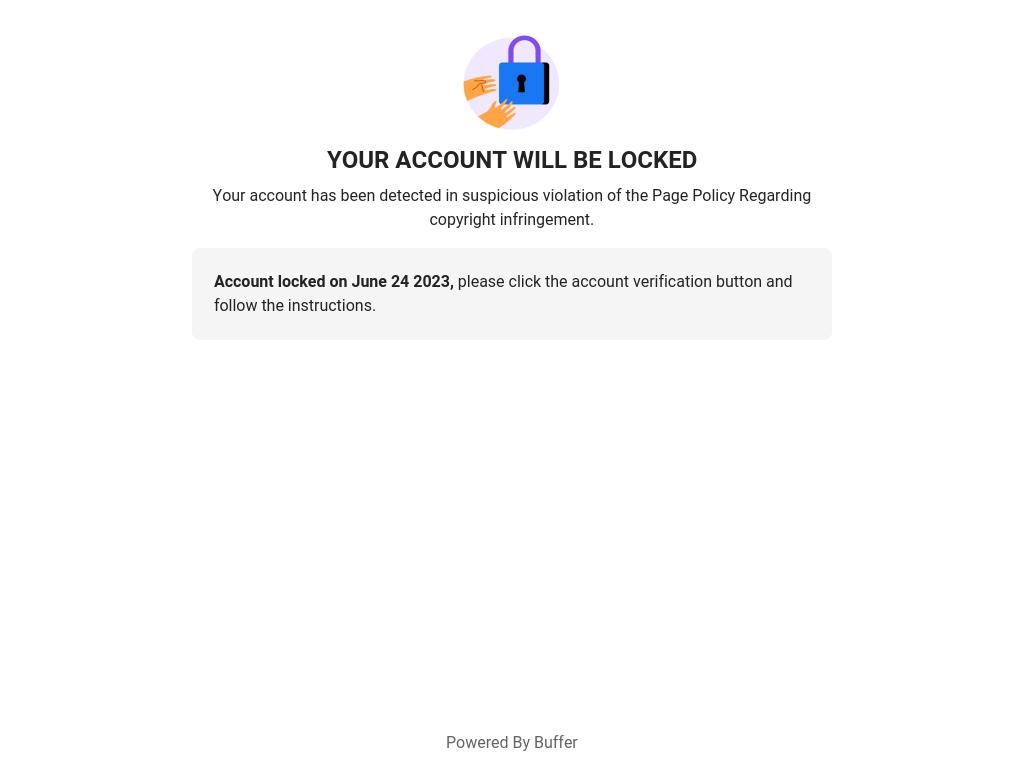 YOUR ACCOUNT WILL BE LOCKED
Your account has been detected in suspicious violation of the Page Policy Regarding
copyright infringement.
Account locked on June 24 2023, please click the account verification button and
follow the instructions.
Powered By Buffer